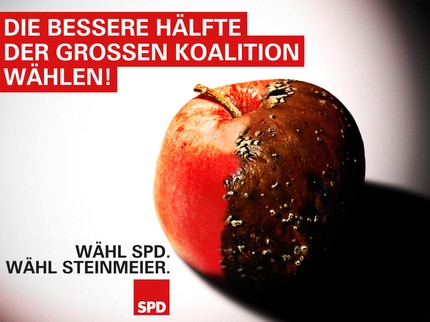 DIE BESSERE HÄLFTE
DER GROSSEN KOALITION
WÄHLEN!
WÄHL SPD.
WÄHL STEINMEIER.
SPD